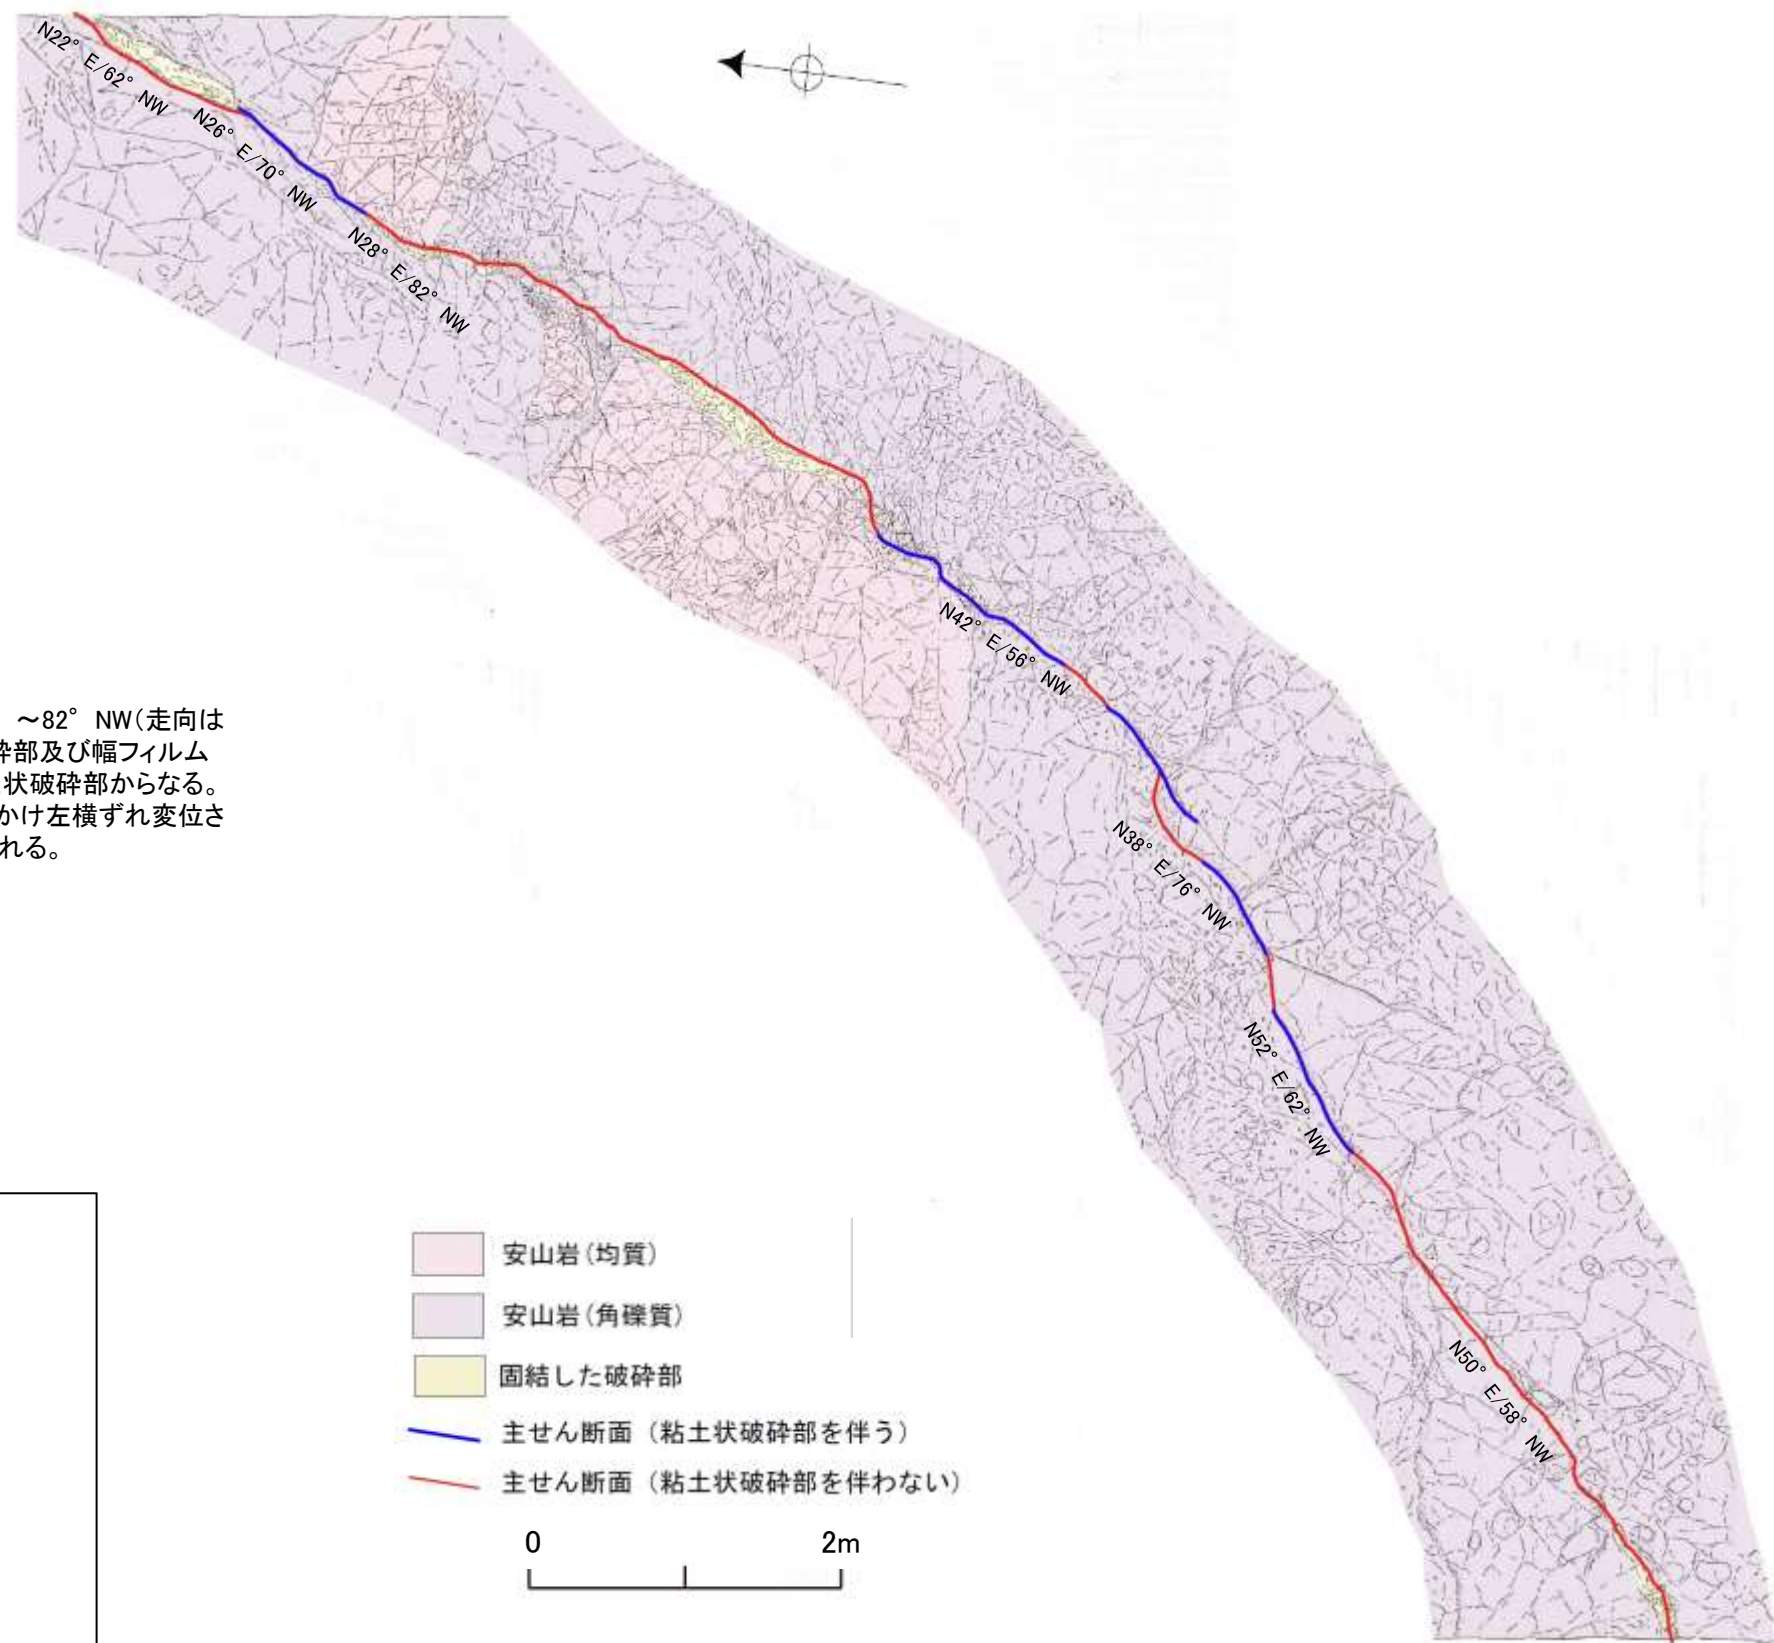 N22° E/62° NW
N26° E/70° NW
N28° E/82° NW
N42° E/56° NW
～82° NW(走向は
砕部及び幅フィルム
状破砕部からなる。
かけ左横ずれ変位さ
れる。
N38° E/76° NW
N52° E/62° NW
N50° E/58° NW
安山岩(均質)
安山岩(角礫質)
固結した破砕部
主せん断面（粘土状破砕部を伴う）
主せん断面（粘土状破砕部を伴わない）
0 2m